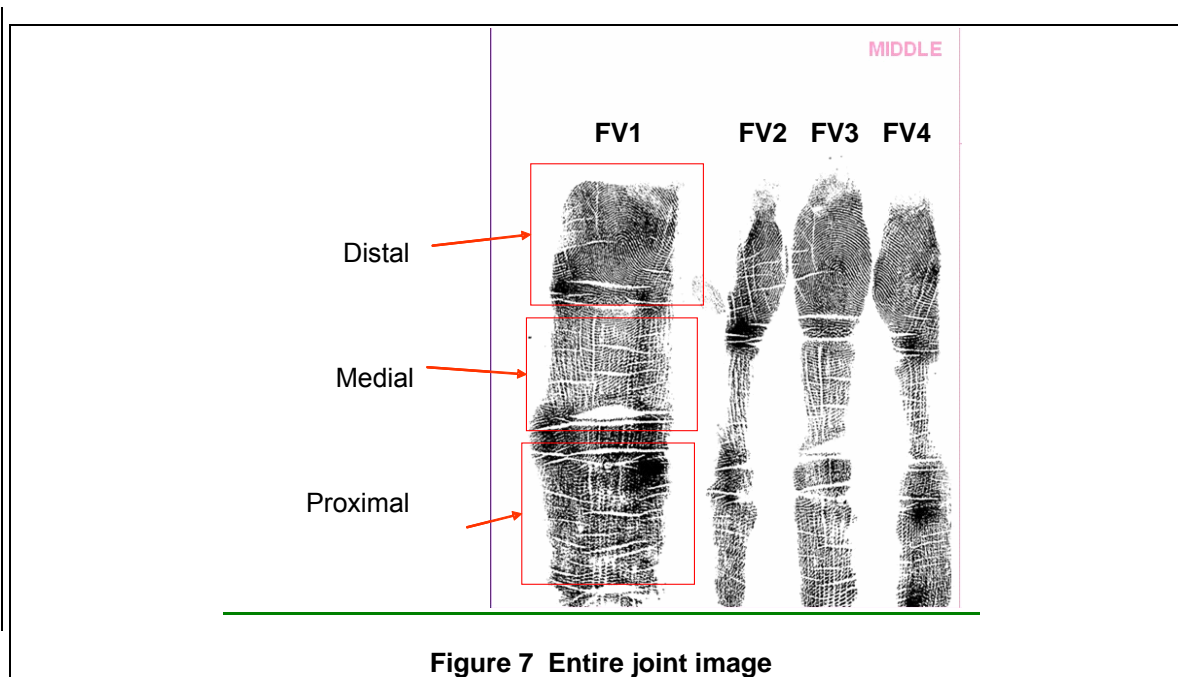 MIDDLE
FV1 FV2 FV3 FV4
Distal
Medial
Proximal
Figure 7 Entire joint image